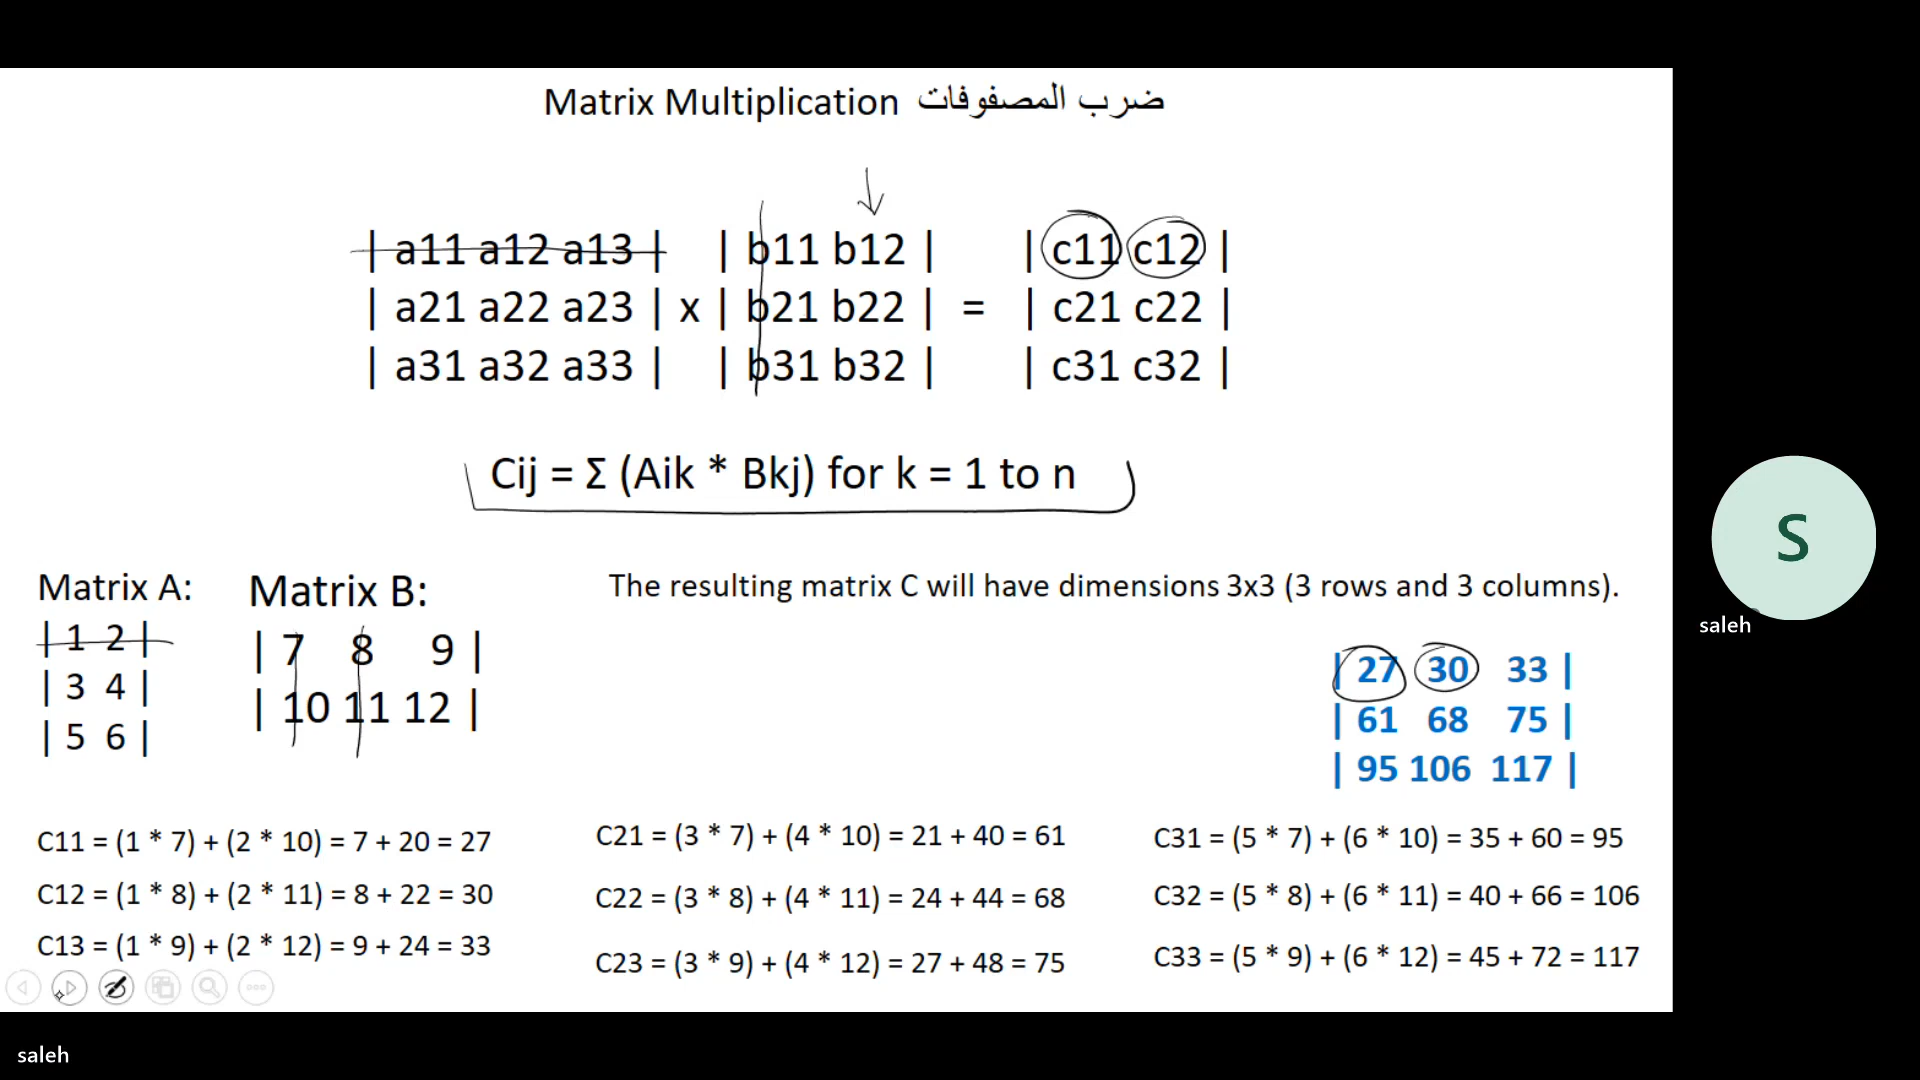 Matrix Multiplication ضرب المصفوفات
| a11 a12 a13 | | b11 b12 | | c11 c12 |
| a21 a22 a23 | x | b21 b22 | = | c21 c22 |
| a31 a32 a33 | | b31 b32 | | c31 c32 |
Cij = Σ (Aik * Bkj) for k = 1 to n
Matrix A:
| 1 2 |
| 3 4 |
| 5 6 |
Matrix B:
| 7 8 9 |
| 10 11 12 |
The resulting matrix C will have dimensions 3x3 (3 rows and 3 columns).
| 27 30 33 |
| 61 68 75 |
| 95 106 117 |
C11 = (1 * 7) + (2 * 10) = 7 + 20 = 27
C12 = (1 * 8) + (2 * 11) = 8 + 22 = 30
C13 = (1 * 9) + (2 * 12) = 9 + 24 = 33
C21 = (3 * 7) + (4 * 10) = 21 + 40 = 61
C22 = (3 * 8) + (4 * 11) = 24 + 44 = 68
C23 = (3 * 9) + (4 * 12) = 27 + 48 = 75
C31 = (5 * 7) + (6 * 10) = 35 + 60 = 95
C32 = (5 * 8) + (6 * 11) = 40 + 66 = 106
C33 = (5 * 9) + (6 * 12) = 45 + 72 = 117
S
saleh
saleh